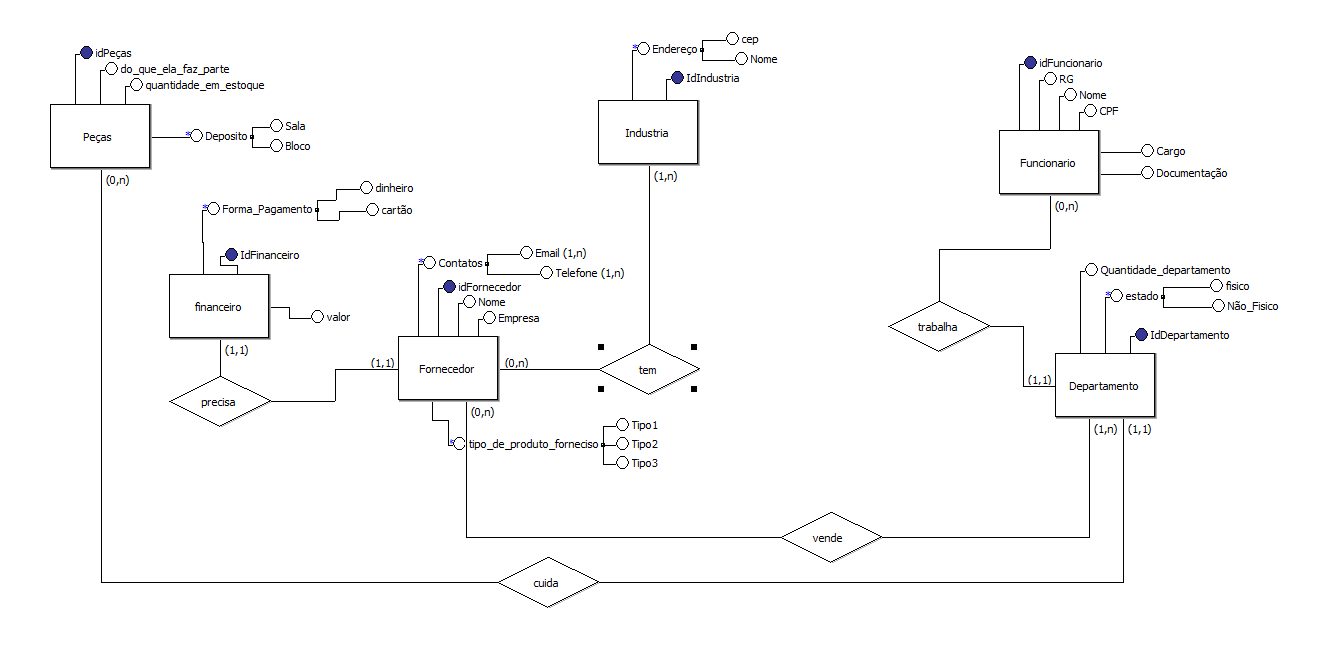 idPeças
do_que_ela_faz_parte
quantidade_em_estoque
Peças
* Deposito
Sala
Bloco
(0,n)
* Endereço
cep
Nome
IdIndustria
Industria
(1,n)
idFuncionario
RG
Nome
CPF
Funcionario
Cargo
Documentação
(0,n)
* Forma_Pagamento
dinheiro
cartão
IdFinanceiro
financeiro
valor
(1,1)
precisa
* Contatos
Email (1,n)
Telefone (1,n)
idFornecedor
Nome
Empresa
(1,1)
Fornecedor
(0,n)
tem
(0,n)
* tipo_de_produto_forneciso
Tipo1
Tipo2
Tipo3
trabalha
Quantidade_departamento
* estado
fisico
Não_Fisico
IdDepartamento
(1,1)
Departamento
(1,n)
(1,1)
vende
cuida